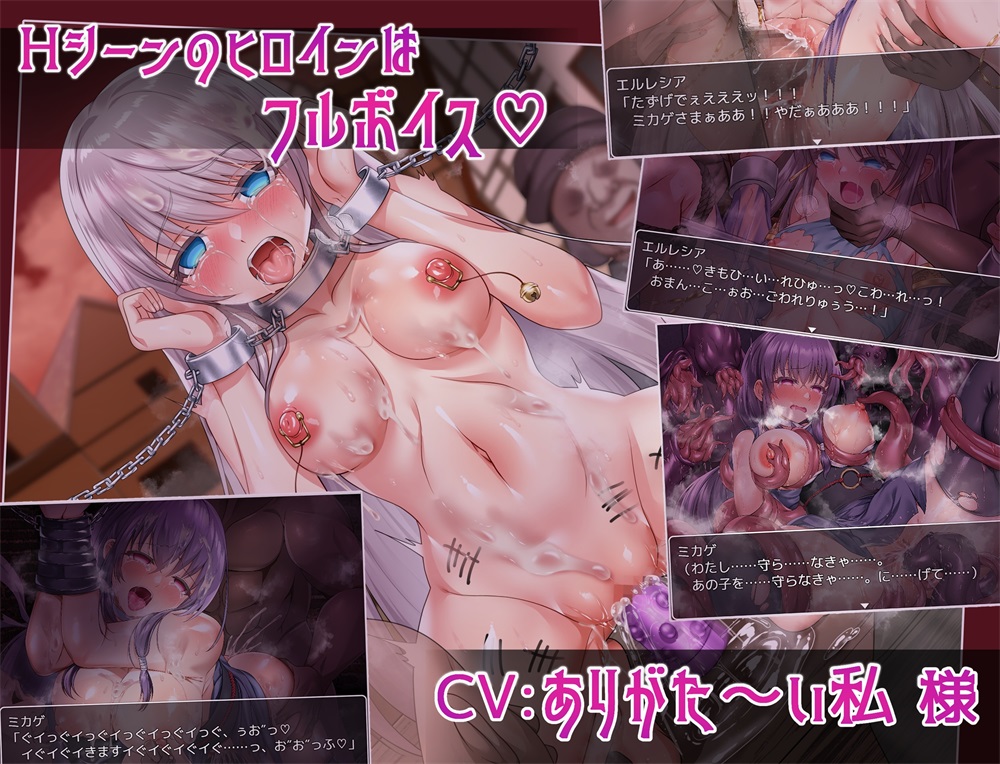 Hシーンのヒロインは
フルボイス♡
エルレシア
「たずげでぇえええッ！！！
ミカゲさまぁああ！！やだぁあああ！！！」
エルレシア
「あ……♡きもひ…い…れひゅ…っ♡こわ…れ…っ！
おまん…こ…ぉお…こわれりゅぅう…！」
ミカゲ
（わたし……守ら……なきゃ……。
あの子を……守らなきゃ……。に……げて……）
ミカゲ
「ぐイっぐイっぐイっぐイっぐイっぐ、ぅお゛っ♡
イぐイぐイきますイぐイぐイぐイぐ……っ、お゛お゛っふ♡」
CV:ありがた〜い私 様